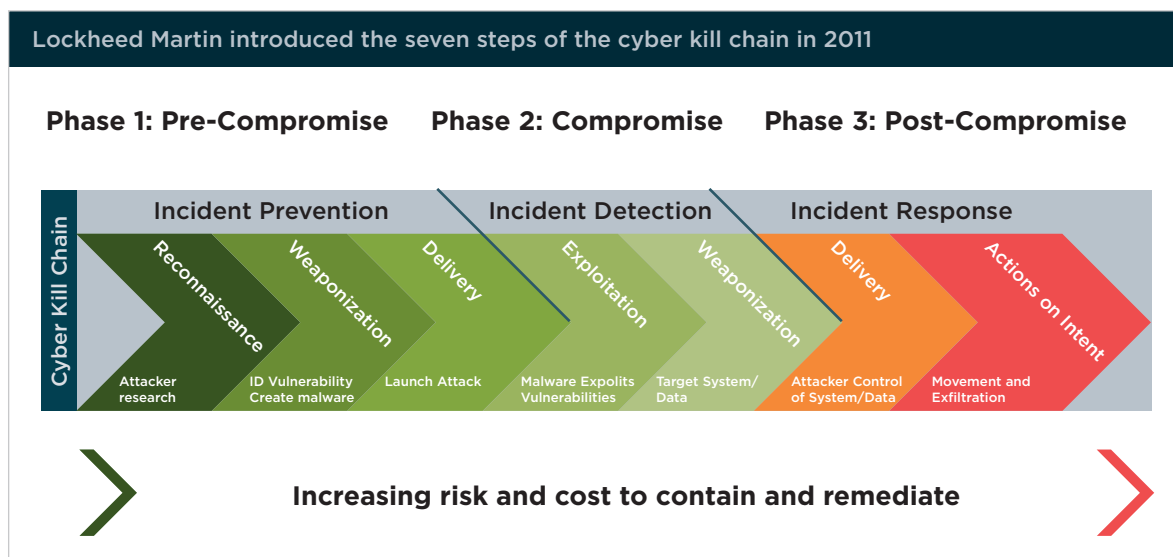 Lockheed Martin introduced the seven steps of the cyber kill chain in 2011
Phase 1: Pre-Compromise
Phase 2: Compromise
Phase 3: Post-Compromise
Cyber Kill Chain
Incident Prevention
Incident Detection
Incident Response
Reconnaissance
Weaponization
Delivery
Exploitation
Weaponization
Delivery
Actions on Intent
Attacker
research
ID Vulnerability
Create malware
Launch Attack
Malware Expolits
Vulnerabilities
Target System/
Data
Attacker Control
of System/Data
Movement and
Exfiltration
Increasing risk and cost to contain and remediate